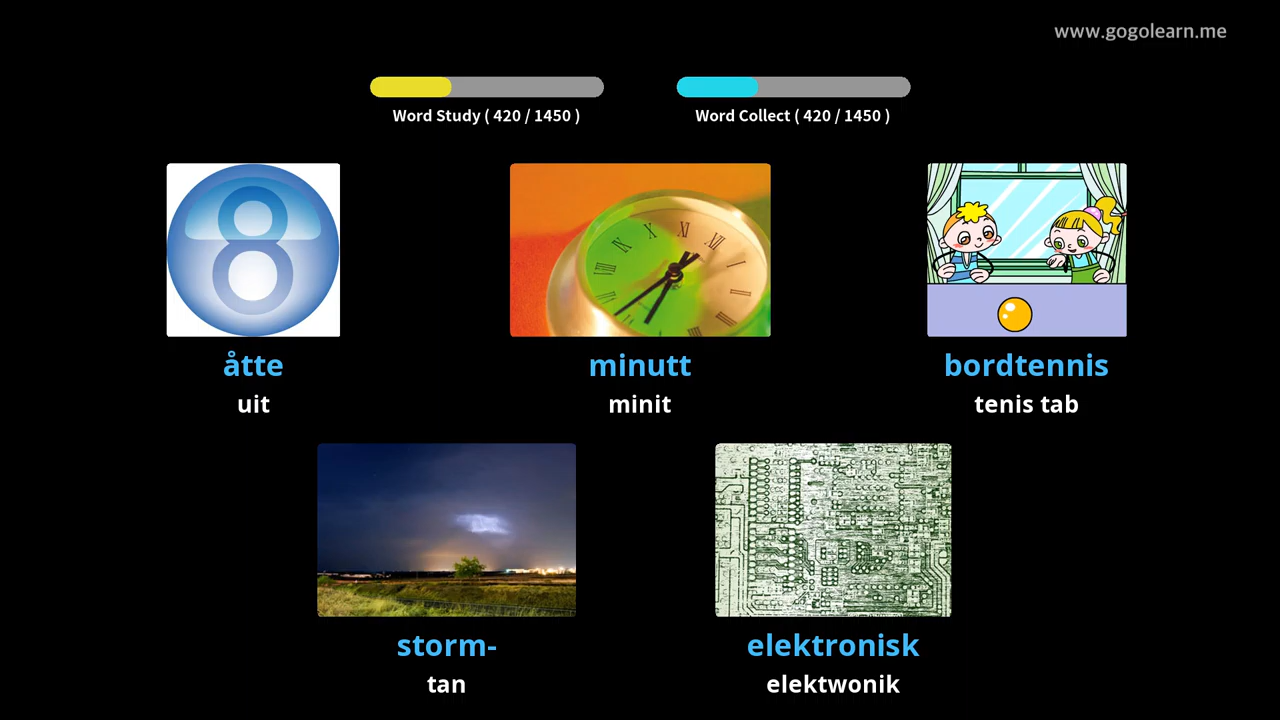 www.gogolearn.me
Word Study ( 420 / 1450 )
Word Collect ( 420 / 1450 )
8
åtte
uit
minutt
minit
bordtennis
tenis tab
storm-
tan
elektronisk
elektwonik